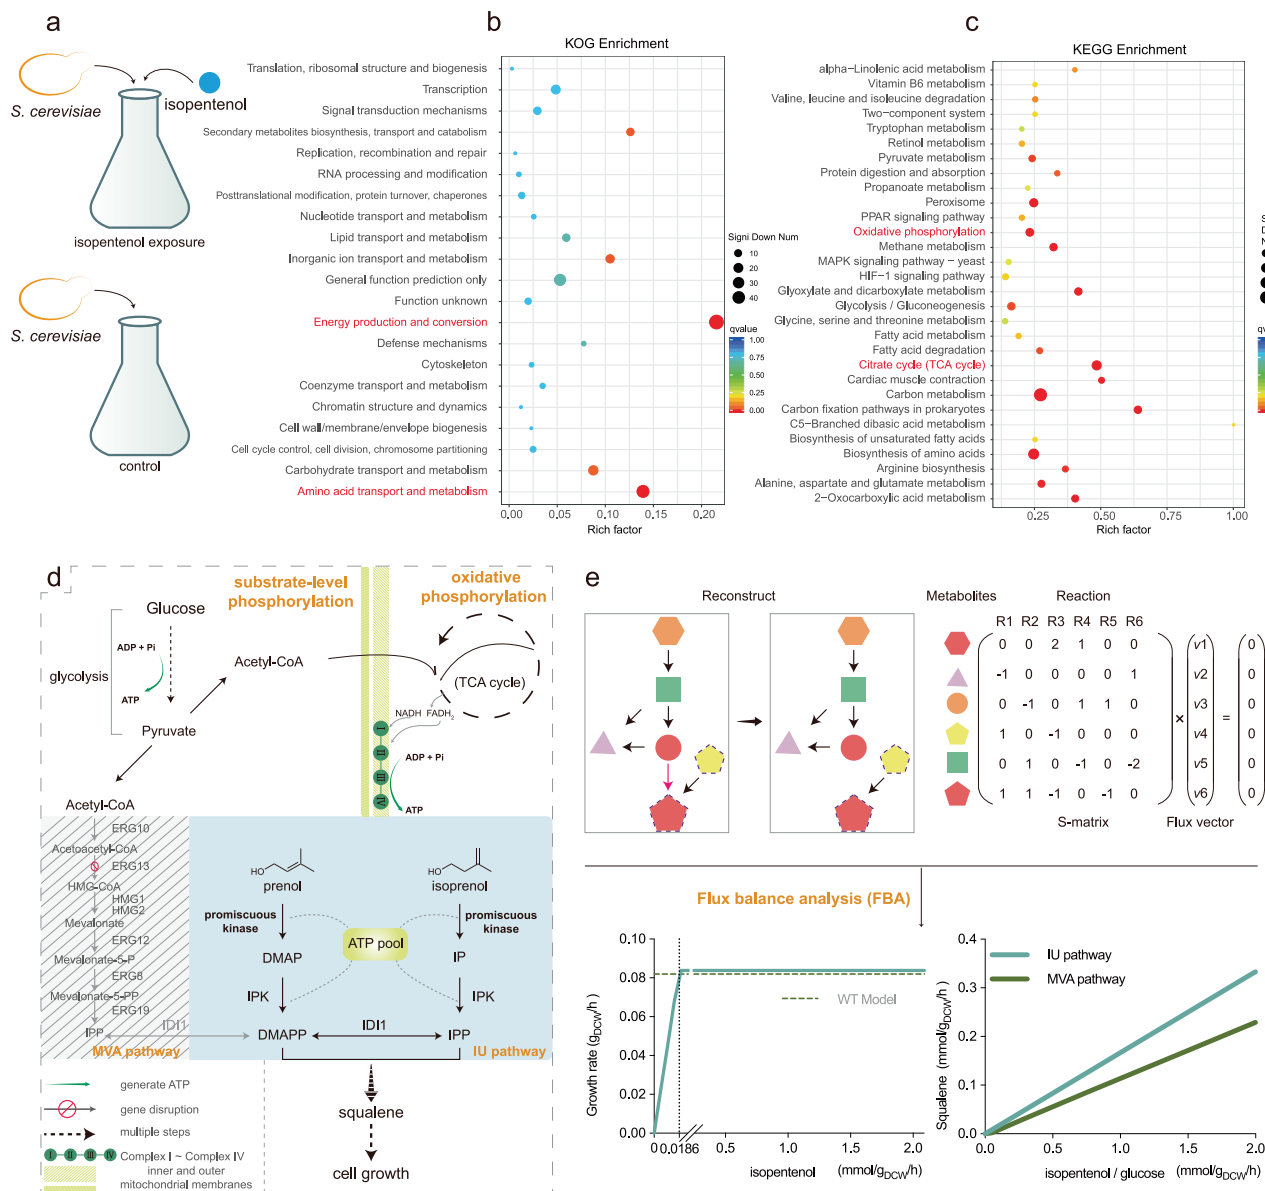 a
S. cerevisiae
isopentenol
isopentenol exposure
S. cerevisiae
control
b
KOG Enrichment
Translation, ribosomal structure and biogenesis
Transcription
Signal transduction mechanisms
Secondary metabolites biosynthesis, transport and catabolism
Replication, recombination and repair
RNA processing and modification
Posttranslational modification, protein turnover, chaperones
Nucleotide transport and metabolism
Lipid transport and metabolism
Inorganic ion transport and metabolism
General function prediction only
Function unknown
Energy production and conversion
Defense mechanisms
Cytoskeleton
Coenzyme transport and metabolism
Chromatin structure and dynamics
Cell wall/membrane/envelope biogenesis
Cell cycle control, cell division, chromosome partitioning
Carbohydrate transport and metabolism
Amino acid transport and metabolism
0.00 0.05 0.10 0.15 0.20
Rich factor
Signi Down Num
10
20
30
40
qvalue
1.00
0.75
0.50
0.25
0.00
c
KEGG Enrichment
alpha−Linolenic acid metabolism
Vitamin B6 metabolism
Valine, leucine and isoleucine degradation
Two−component system
Tryptophan metabolism
Retinol metabolism
Pyruvate metabolism
Protein digestion and absorption
Propanoate metabolism
Peroxisome
PPAR signaling pathway
Oxidative phosphorylation
Methane metabolism
MAPK signaling pathway − yeast
HIF−1 signaling pathway
Glyoxylate and dicarboxylate metabolism
Glycolysis / Gluconeogenesis
Glycine, serine and threonine metabolism
Fatty acid metabolism
Fatty acid degradation
Citrate cycle (TCA cycle)
Cardiac muscle contraction
Carbon metabolism
Carbon fixation pathways in prokaryotes
C5−Branched dibasic acid metabolism
Biosynthesis of unsaturated fatty acids
Biosynthesis of amino acids
Arginine biosynthesis
Alanine, aspartate and glutamate metabolism
2−Oxocarboxylic acid metabolism
0.25 0.50 0.75 1.00
Rich factor
S
D
N
qv
d
substrate-level
phosphorylation
oxidative
phosphorylation
Glucose
ADP + Pi
glycolysis
ATP
Pyruvate
Acetyl-CoA
(TCA cycle)
NADH FADH2
I
II
III
IV
ADP + Pi
ATP
Acetyl-CoA
ERG10
Acetoacetyl-CoA
ERG13
HMG-CoA
HMG1
HMG2
Mevalonate
ERG12
Mevalonate-5-P
ERG8
Mevalonate-5-PP
ERG19
IPP
IDI1
MVA pathway
HO
prenol
HO
isoprenol
promiscuous
kinase
promiscuous
kinase
ATP pool
DMAP
IP
IPK
IPK
DMAPP
IDI1
IPP
IU pathway
squalene
cell growth
generate ATP
gene disruption
multiple steps
I II III IV
Complex I ~ Complex IV
inner and outer
mitochondrial membranes
e
Reconstruct
Metabolites
Reaction
R1 R2 R3 R4 R5 R6
0 0 2 1 0 0
-1 0 0 0 0 1
0 -1 0 1 1 0
1 0 -1 0 0 0
0 1 0 -1 0 -2
1 1 -1 0 -1 0
×
v1
v2
v3
v4
v5
v6
=
0
0
0
0
0
0
S-matrix
Flux vector
Flux balance analysis (FBA)
Growth rate (gDCW/h)
0.10
0.08
0.06
0.04
0.02
0.00
WT Model
0 0.0186 0.5 1.0 1.5 2.0
isopentenol (mmol/gDCW/h)
Squalene (mmol/gDCW/h)
0.4
0.3
0.2
0.1
0.0
IU pathway
MVA pathway
0.0 0.5 1.0 1.5 2.0
isopentenol / glucose (mmol/gDCW/h)